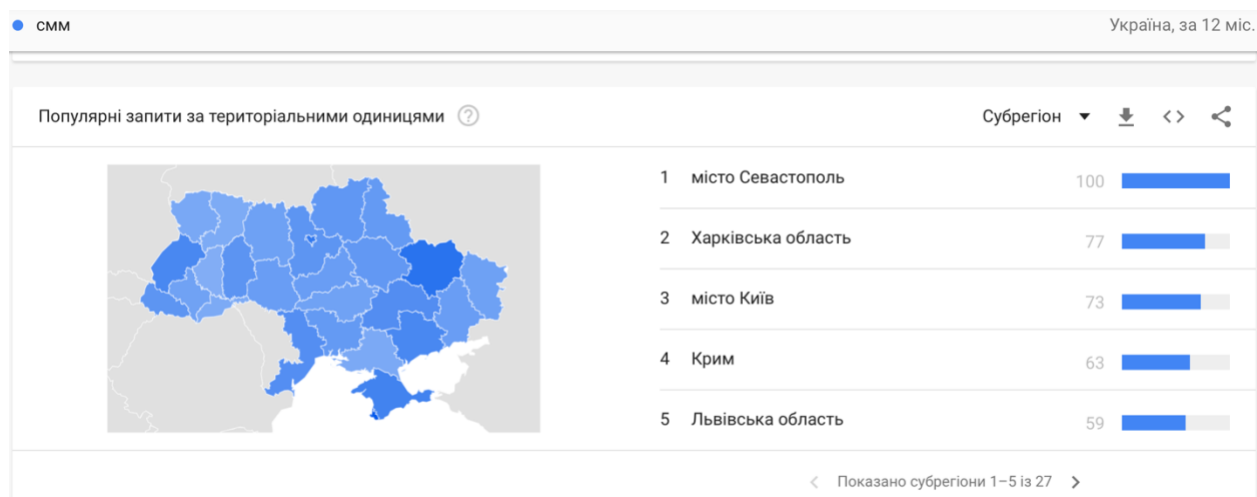 смм
Україна, за 12 міс.
Популярні запити за територіальними одиницями ?
Субрегіон
1 місто Севастополь 100
2 Харківська область 77
3 місто Київ 73
4 Крим 63
5 Львівська область 59
Показано субрегіони 1–5 із 27